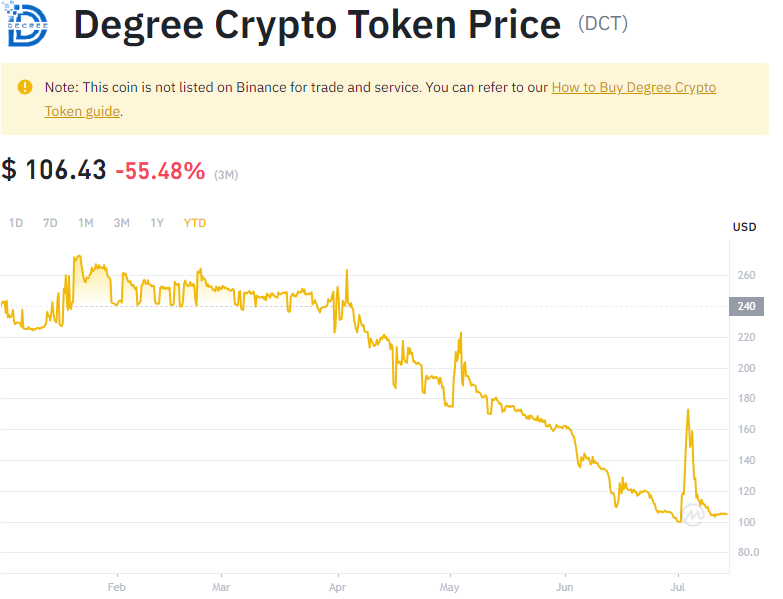 DECREE
Degree Crypto Token Price (DCT)
Note: This coin is not listed on Binance for trade and service. You can refer to our How to Buy Degree Crypto
Token guide.
$ 106.43 -55.48% (3M)
1D 7D 1M 3M 1Y YTD
USD
260
240
220
200
180
160
140
120
100
80.0
Feb Mar Apr May Jun Jul